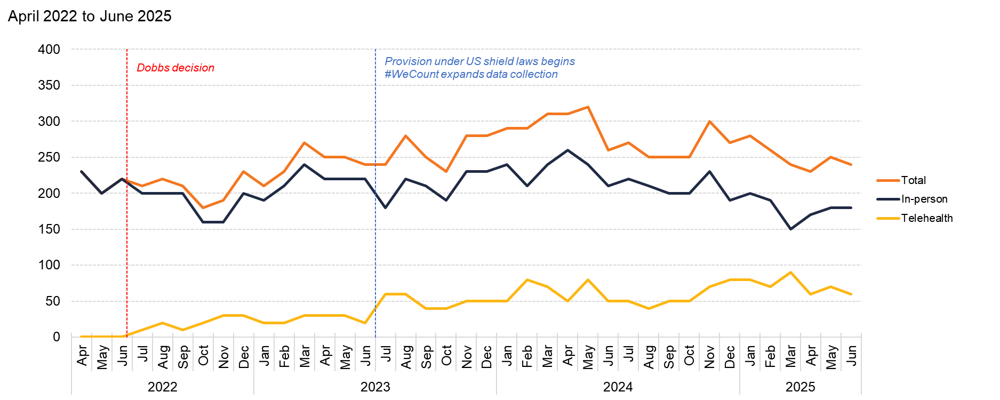 April 2022 to June 2025
400
350
300
250
200
150
100
50
0
Dobbs decision
Provision under US shield laws begins
#WeCount expands data collection
Total
In-person
Telehealth
Apr May Jun Jul Aug Sep Oct Nov Dec Jan Feb Mar Apr May Jun Jul Aug Sep Oct Nov Dec Jan Feb Mar Apr May Jun Jul Aug Sep Oct Nov Dec Jan Feb Mar Apr May Jun
2022 2023 2024 2025